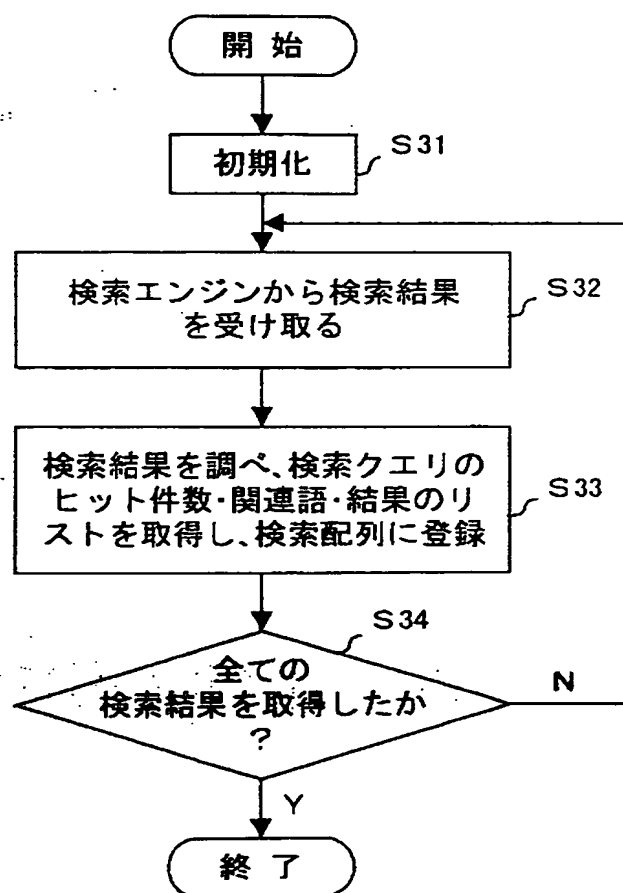 開 始
初期化
S31
検索エンジンから検索結果
を受け取る
S32
検索結果を調べ、検索クエリの
ヒット件数・関連語・結果のリ
ストを取得し、検索配列に登録
S33
S34
全ての
検索結果を取得したか
?
N
Y
終 了